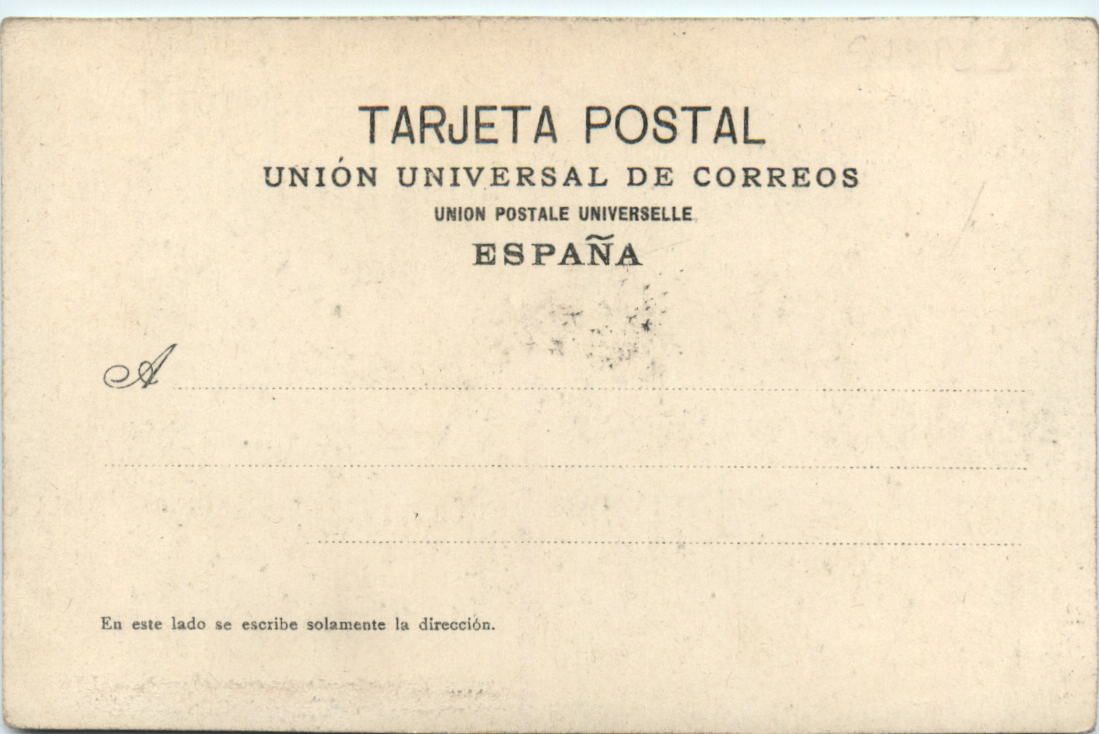 TARJETA POSTAL
UNIÓN UNIVERSAL DE CORREOS
UNION POSTALE UNIVERSELLE
ESPAÑA
A
En este lado se escribe solamente la dirección.